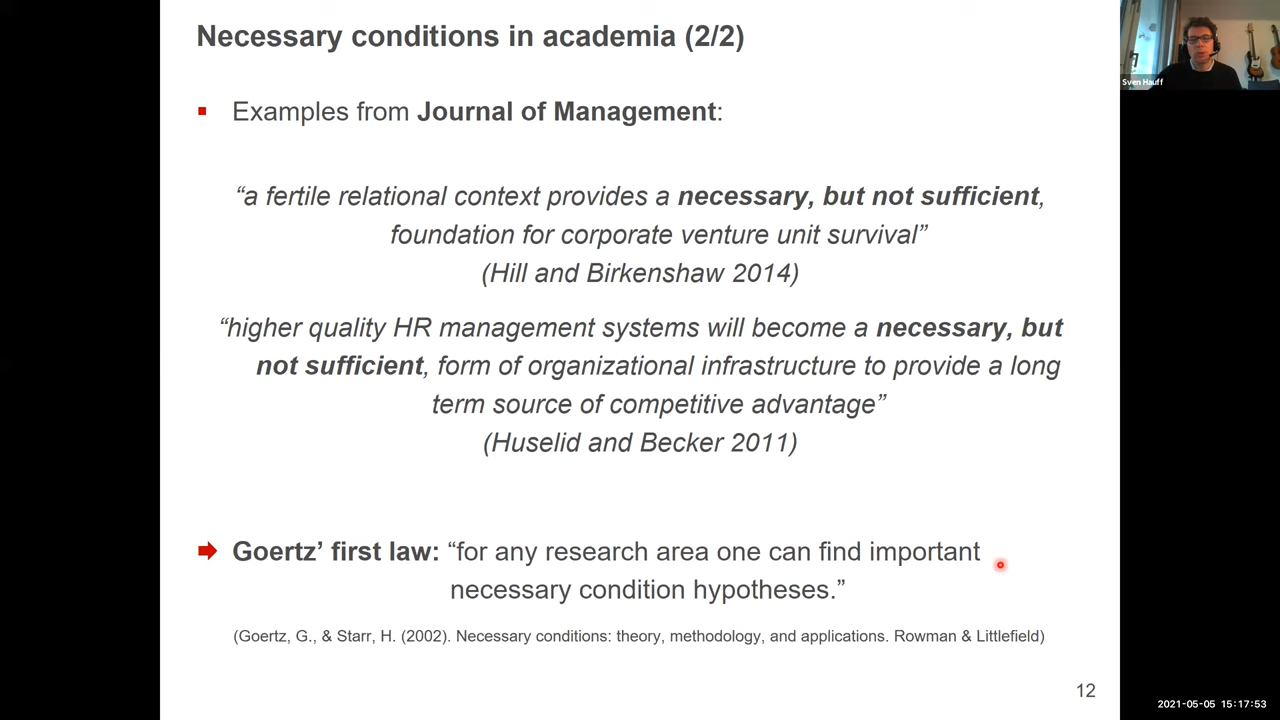 Necessary conditions in academia (2/2)
Sven Hauff
Examples from Journal of Management:
“a fertile relational context provides a necessary, but not sufficient,
foundation for corporate venture unit survival”
(Hill and Birkenshaw 2014)
“higher quality HR management systems will become a necessary, but
not sufficient, form of organizational infrastructure to provide a long
term source of competitive advantage”
(Huselid and Becker 2011)
Goertz’ first law: “for any research area one can find important
necessary condition hypotheses.”
(Goertz, G., & Starr, H. (2002). Necessary conditions: theory, methodology, and applications. Rowman & Littlefield)
12
2021-05-05 15:17:53